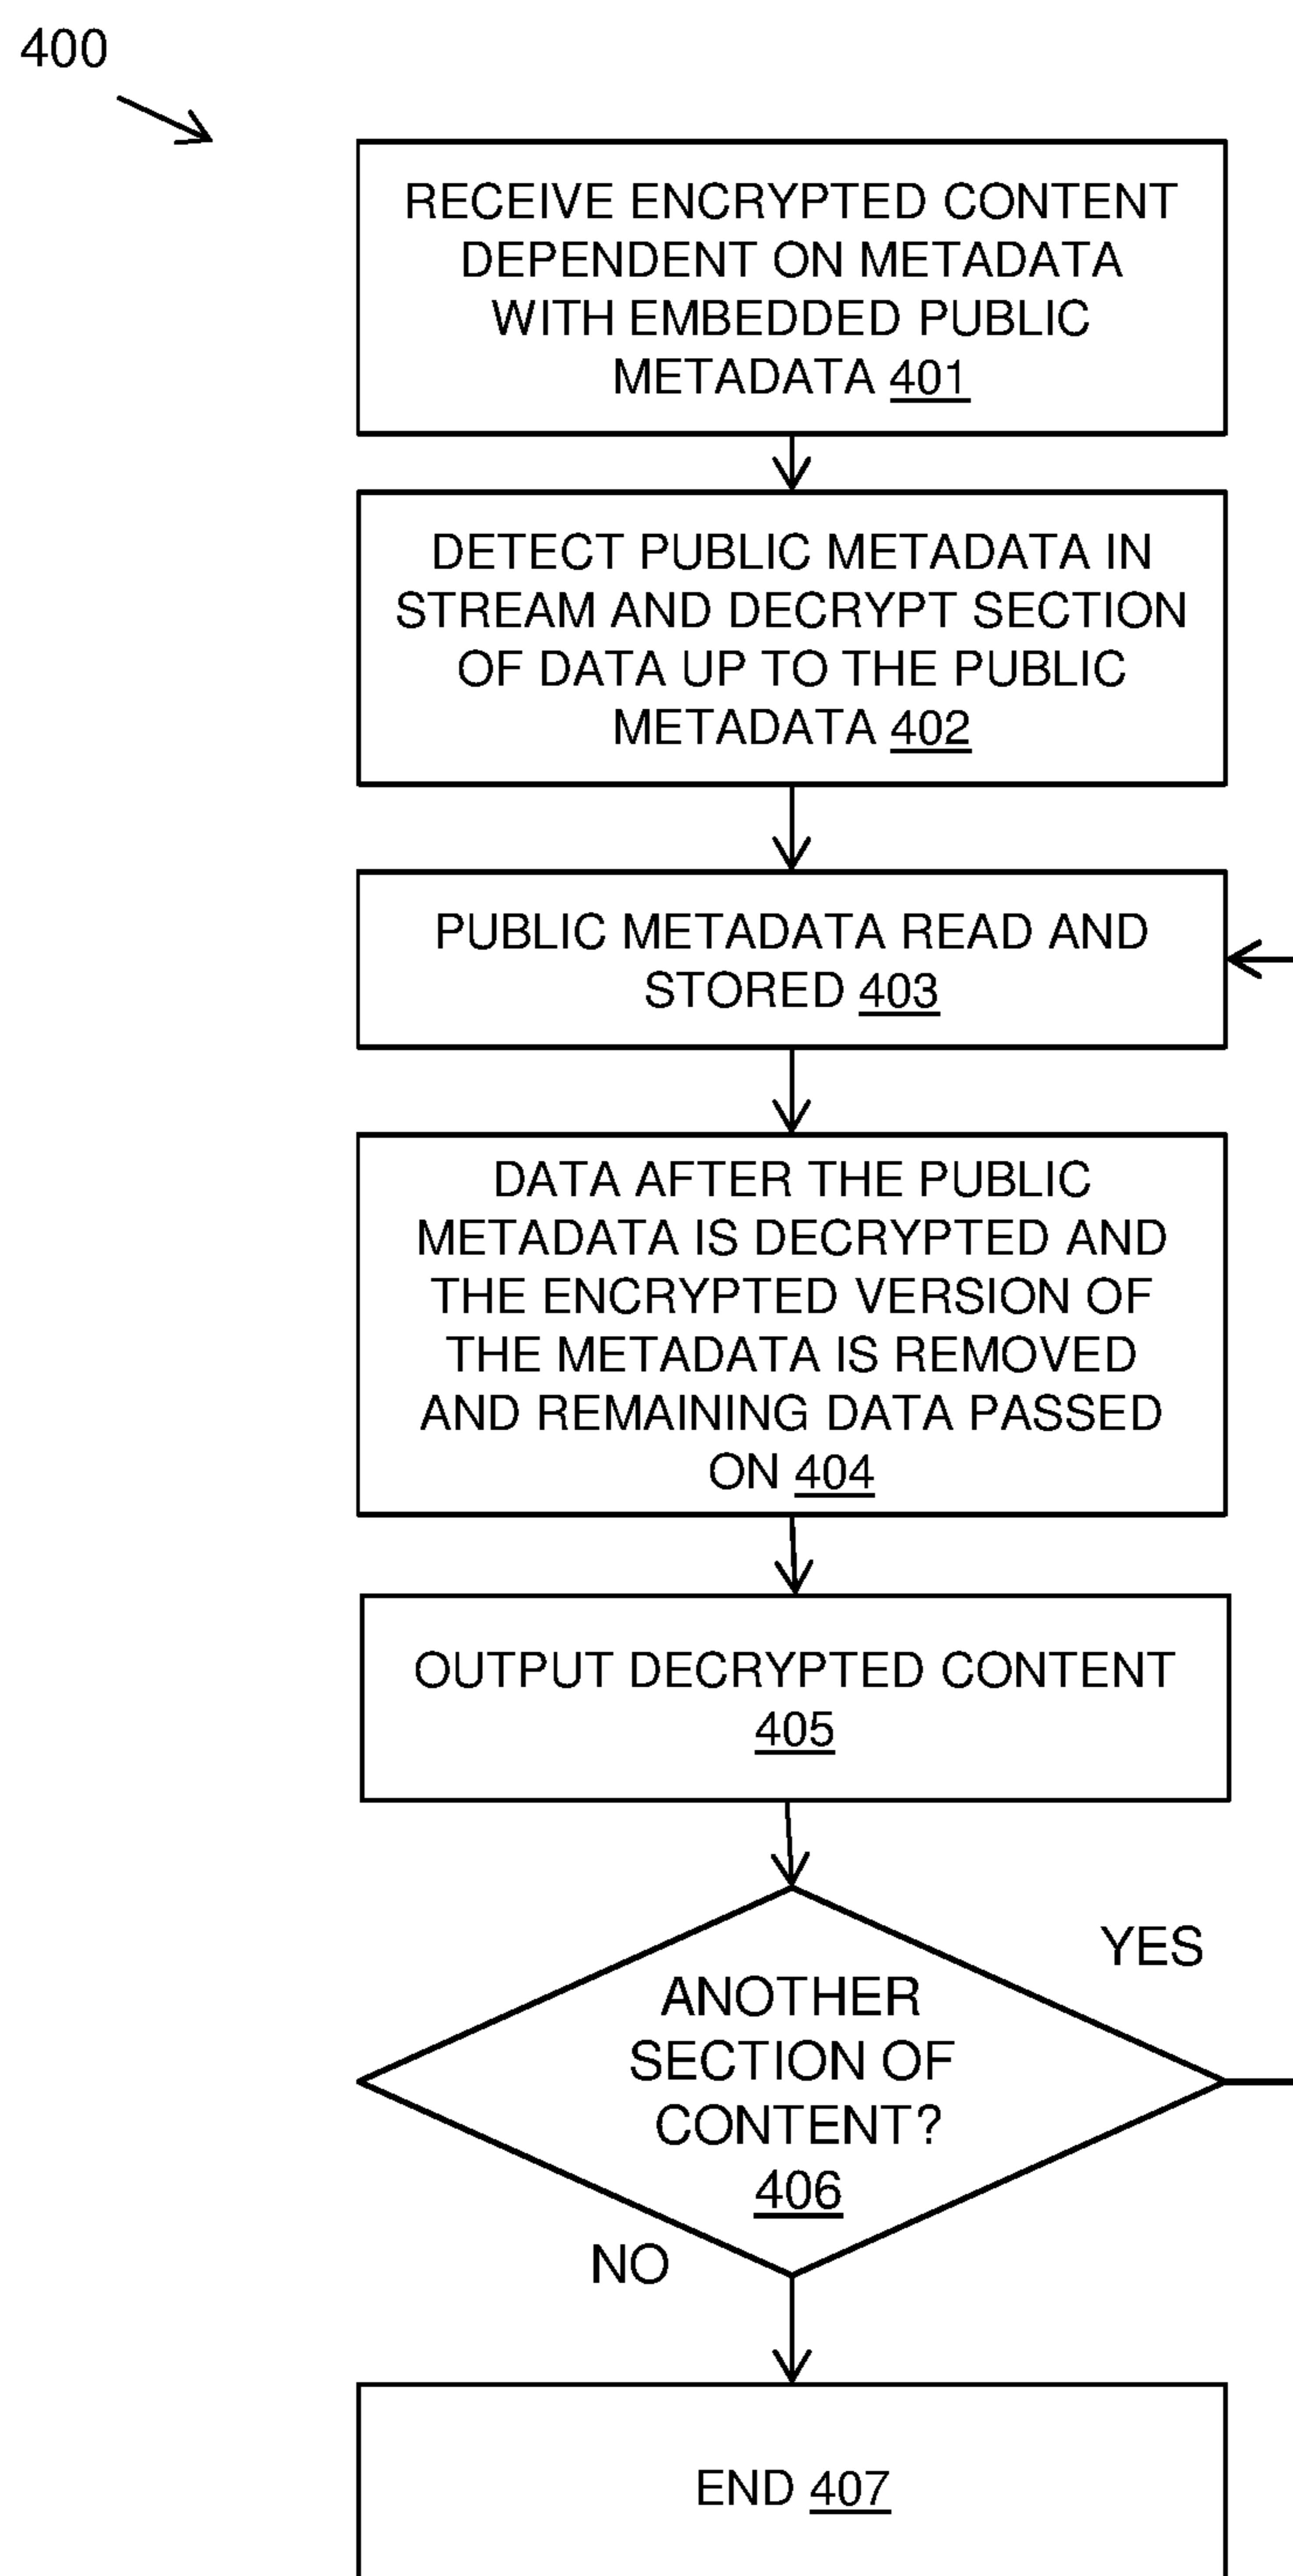 400
RECEIVE ENCRYPTED CONTENT
DEPENDENT ON METADATA
WITH EMBEDDED PUBLIC
METADATA 401
DETECT PUBLIC METADATA IN
STREAM AND DECRYPT SECTION
OF DATA UP TO THE PUBLIC
METADATA 402
PUBLIC METADATA READ AND
STORED 403
DATA AFTER THE PUBLIC
METADATA IS DECRYPTED AND
THE ENCRYPTED VERSION OF
THE METADATA IS REMOVED
AND REMAINING DATA PASSED
ON 404
OUTPUT DECRYPTED CONTENT
405
YES
ANOTHER
SECTION OF
CONTENT?
406
NO
END 407